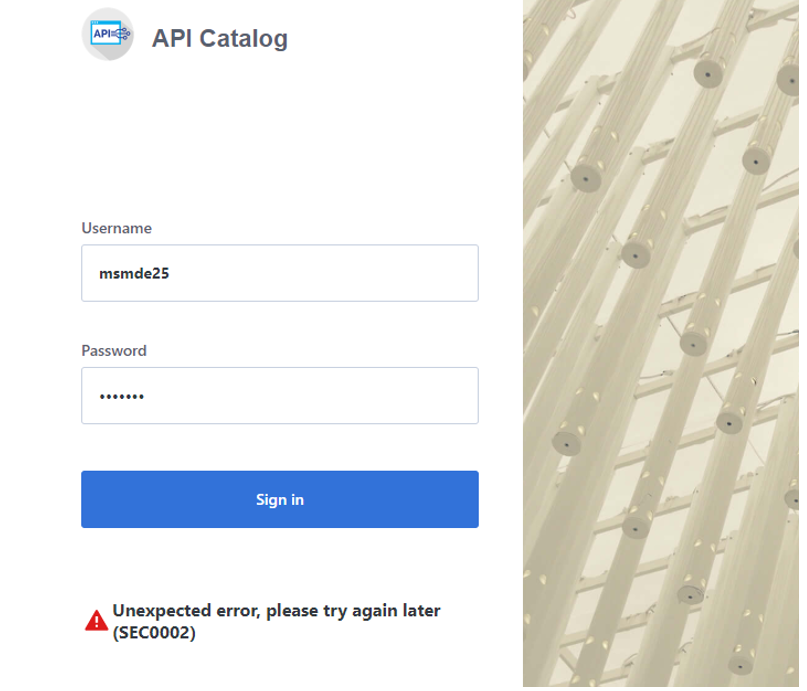 API
API Catalog
Username
msmde25
Password
•••••••
Sign in
Unexpected error, please try again later
(SEC0002)